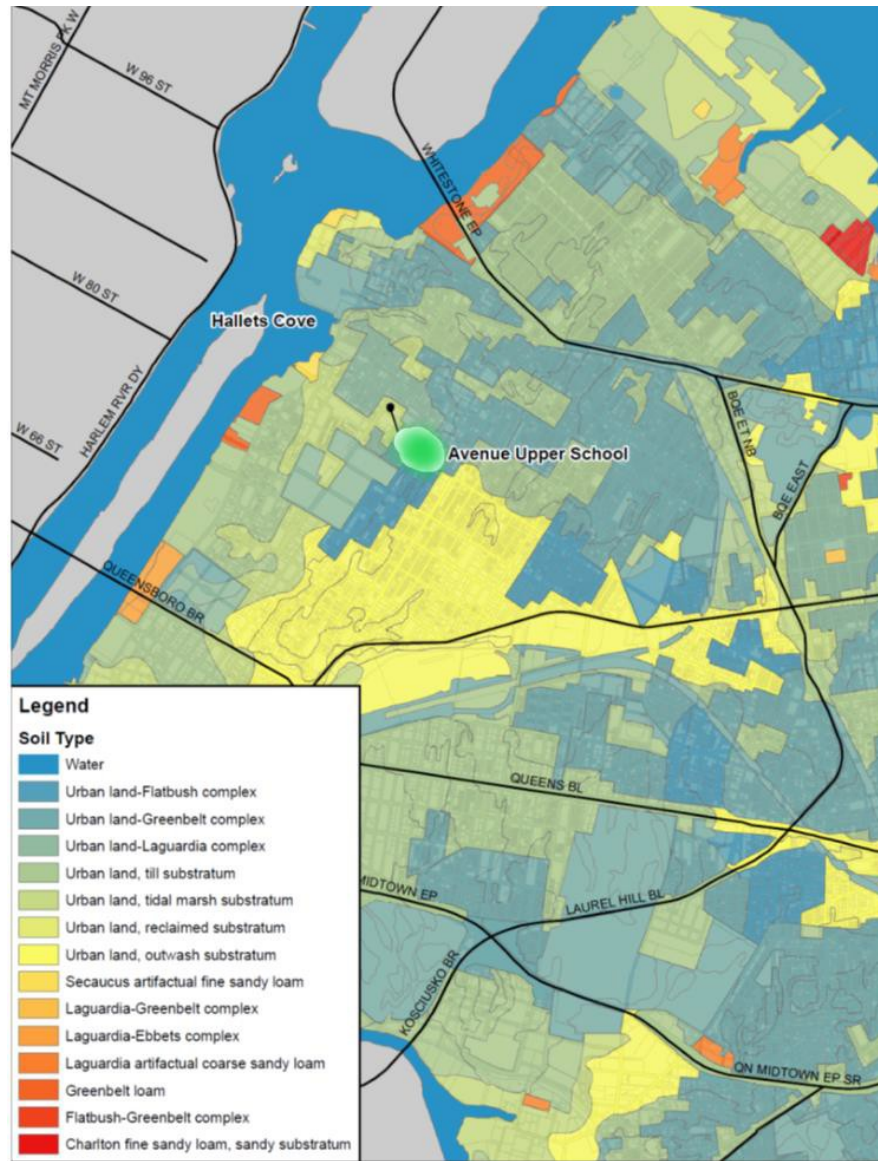 MT MORRIS PK W
W 96 ST
WHITESTONE EP
W 80 ST
Hallets Cove
HARLEM RVR DY
W 66 ST
Avenue Upper School
BQE ET NB
BQE EAST
QUEENSBORO BR
QUEENS BL
MIDTOWN EP
LAUREL HILL BL
KOSCIUSKO BR
QN MIDTOWN EP SR
Legend
Soil Type
Water
Urban land-Flatbush complex
Urban land-Greenbelt complex
Urban land-Laguardia complex
Urban land, till substratum
Urban land, tidal marsh substratum
Urban land, reclaimed substratum
Urban land, outwash substratum
Secaucus artifactual fine sandy loam
Laguardia-Greenbelt complex
Laguardia-Ebbets complex
Laguardia artifactual coarse sandy loam
Greenbelt loam
Flatbush-Greenbelt complex
Charlton fine sandy loam, sandy substratum